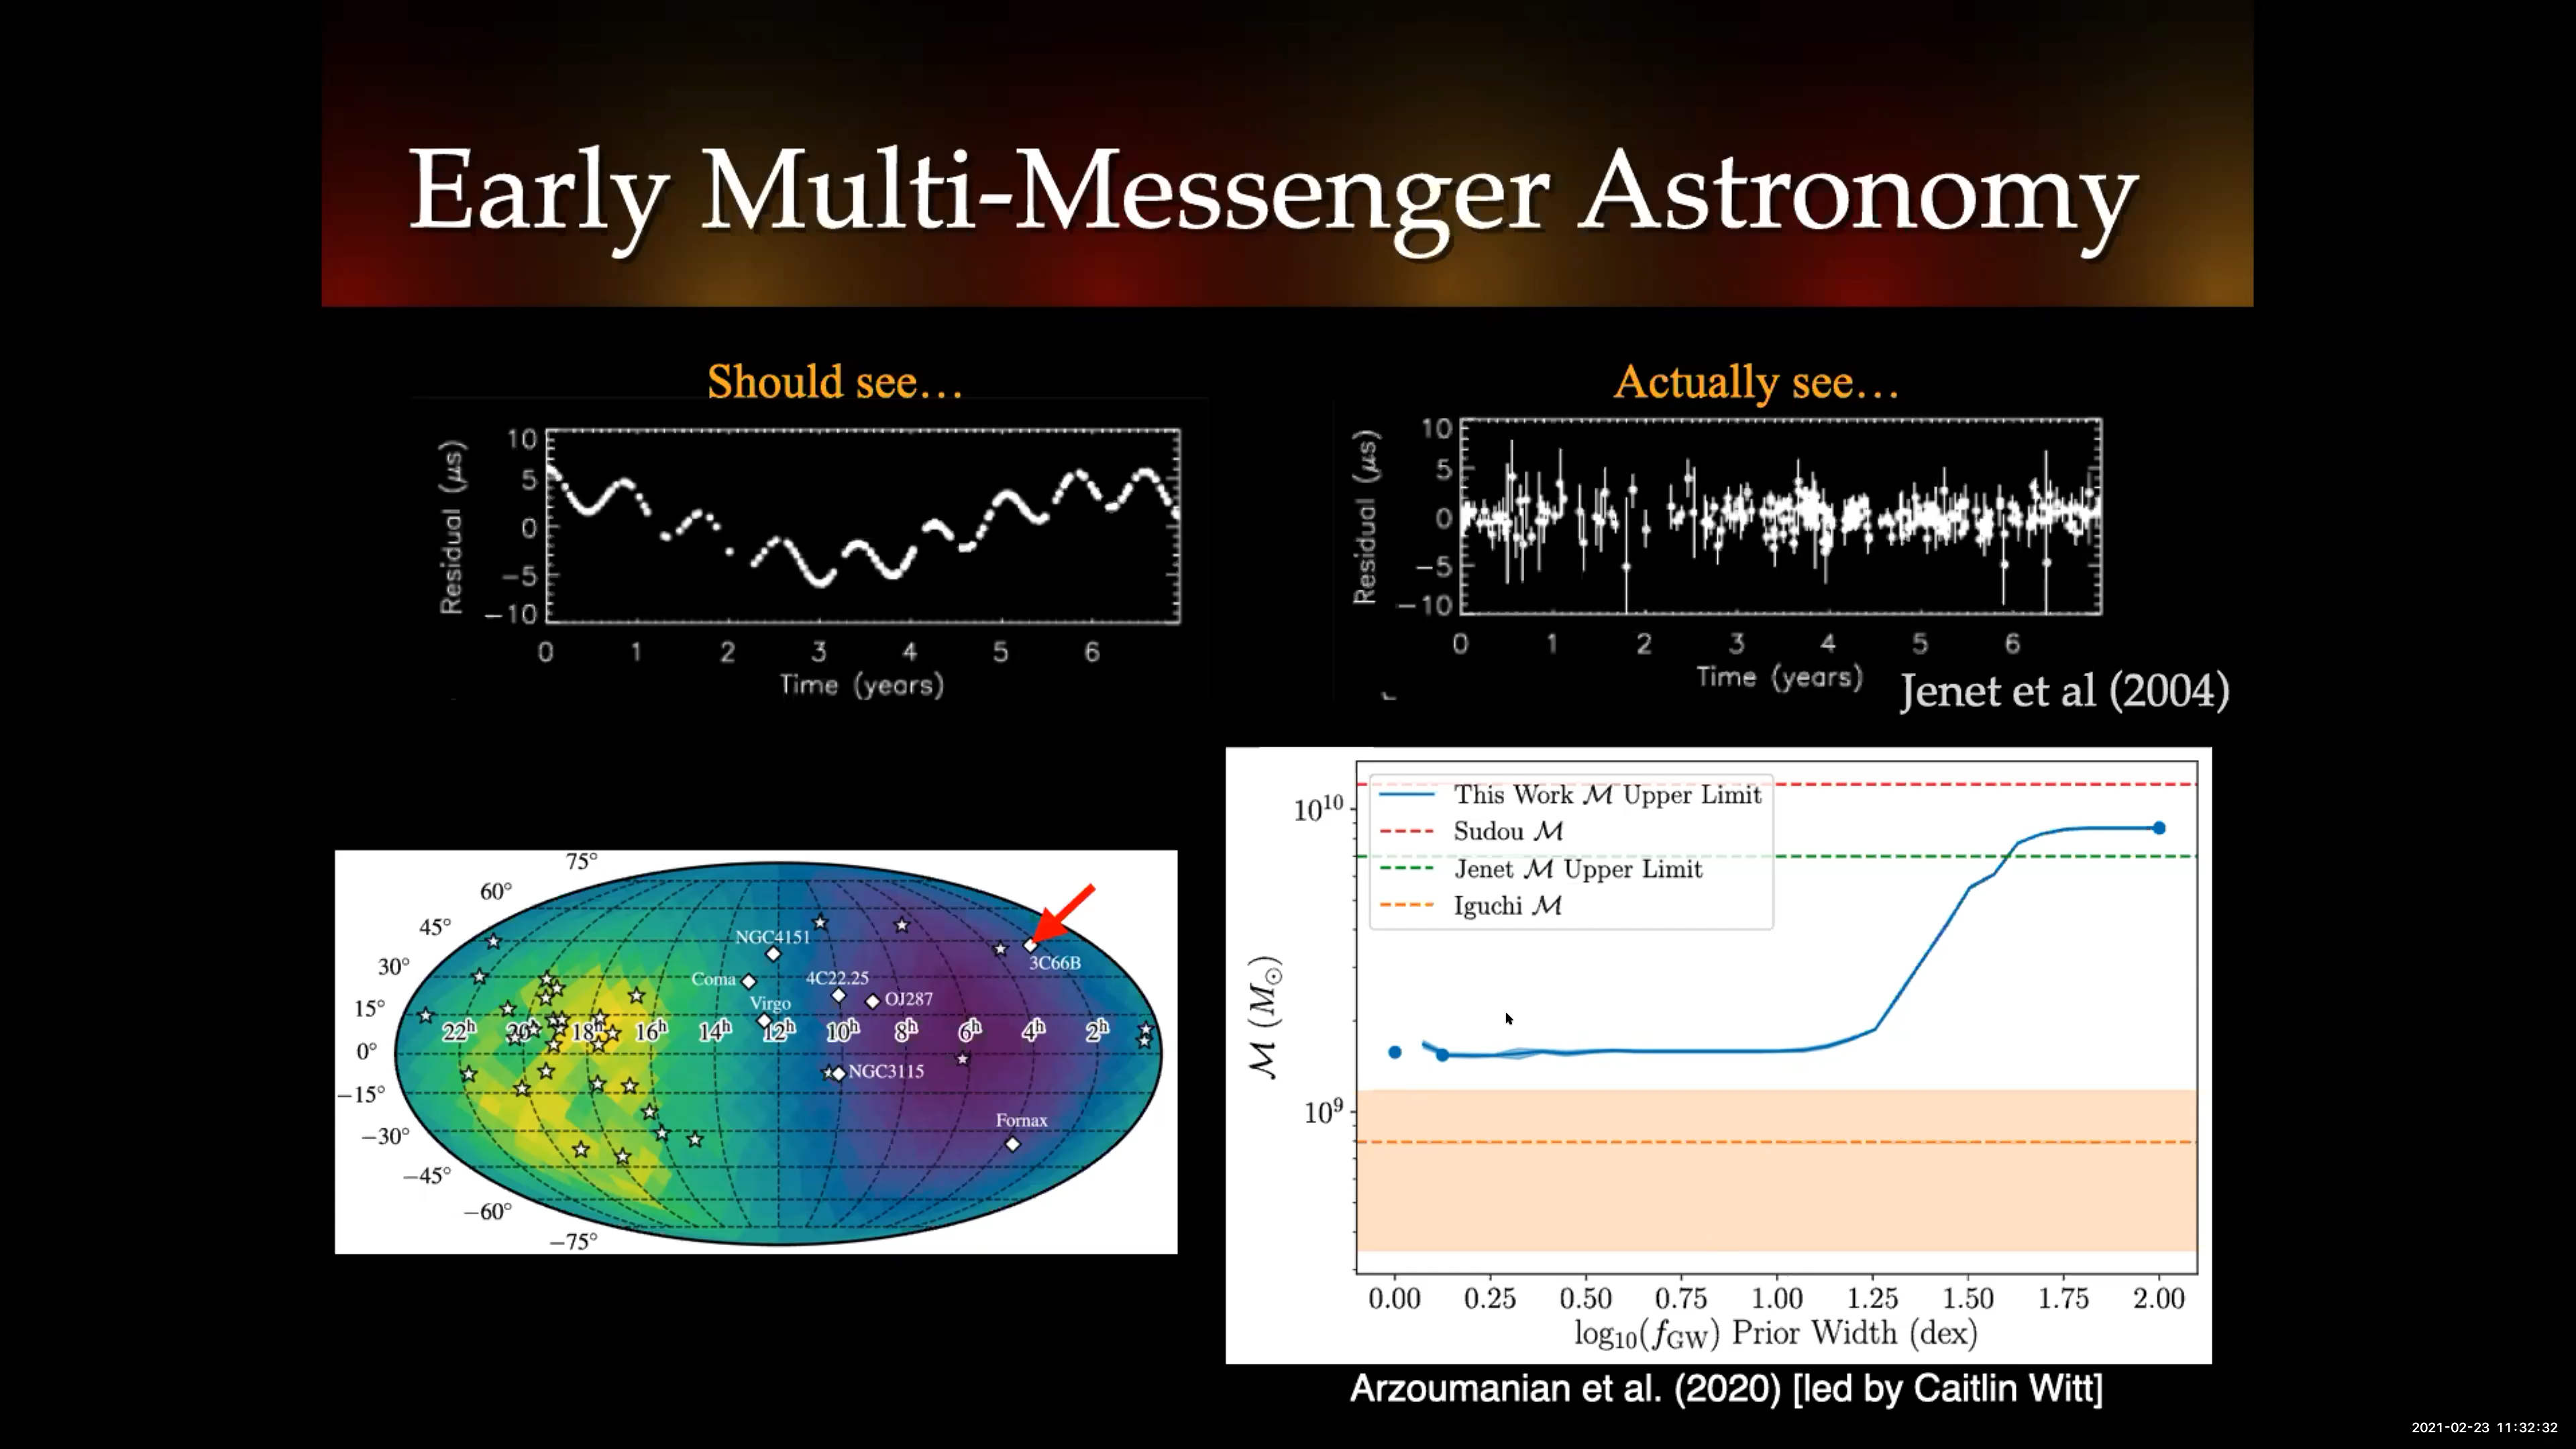 Early Multi-Messenger Astronomy
Should see…
Residual (μs)
10
5
0
−5
−10
0 1 2 3 4 5 6
Time (years)
Actually see…
Residual (μs)
10
5
0
−5
−10
0 1 2 3 4 5 6
Time (years)
Jenet et al (2004)
75°
60°
45°
30°
15°
0°
−15°
−30°
−45°
−60°
−75°
22h 20h 18h 16h 14h 12h 10h 8h 6h 4h 2h
NGC4151
3C66B
Coma
4C22.25
Virgo
OJ287
NGC3115
Fornax
This Work ℳ Upper Limit
Sudou ℳ
Jenet ℳ Upper Limit
Iguchi ℳ
10¹⁰
10⁹
ℳ (M☉)
0.00 0.25 0.50 0.75 1.00 1.25 1.50 1.75 2.00
log₁₀(f_GW) Prior Width (dex)
Arzoumanian et al. (2020) [led by Caitlin Witt]
2021-02-23 11:32:32